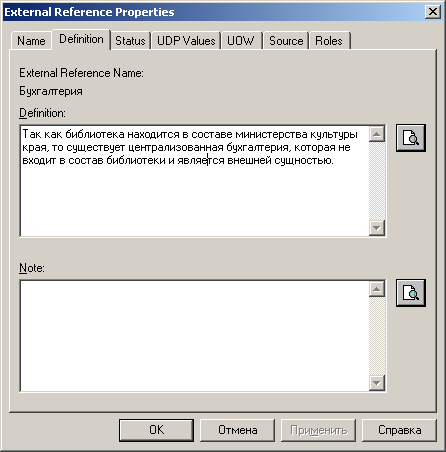 External Reference Properties
Name Definition Status UDP Values UOW Source Roles
External Reference Name:
Бухгалтерия
Definition:
Так как библиотека находится в составе министерства культуры
края, то существует централизованная бухгалтерия, которая не
входит в состав библиотеки и является внешней сущностью.
Note:
OK Отмена Применить Справка